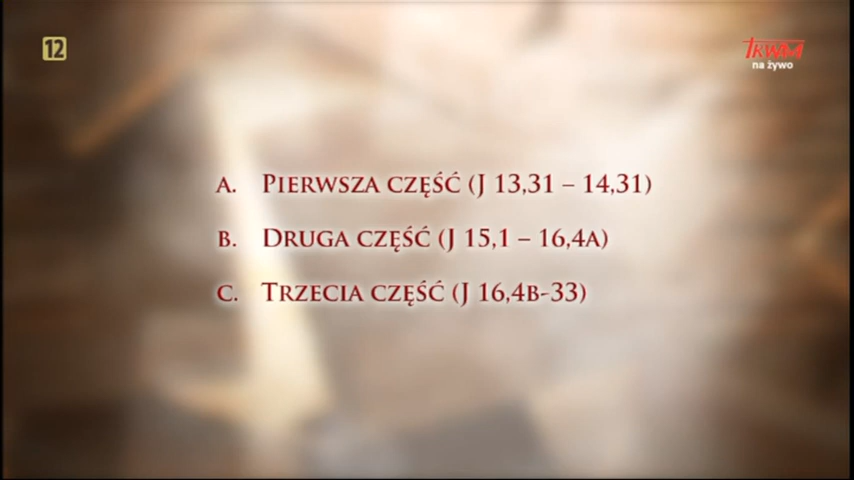 12
TRWAM
na żywo
A. PIERWSZA CZĘŚĆ (J 13,31 – 14,31)
B. DRUGA CZĘŚĆ (J 15,1 – 16,4A)
C. TRZECIA CZĘŚĆ (J 16,4B-33)